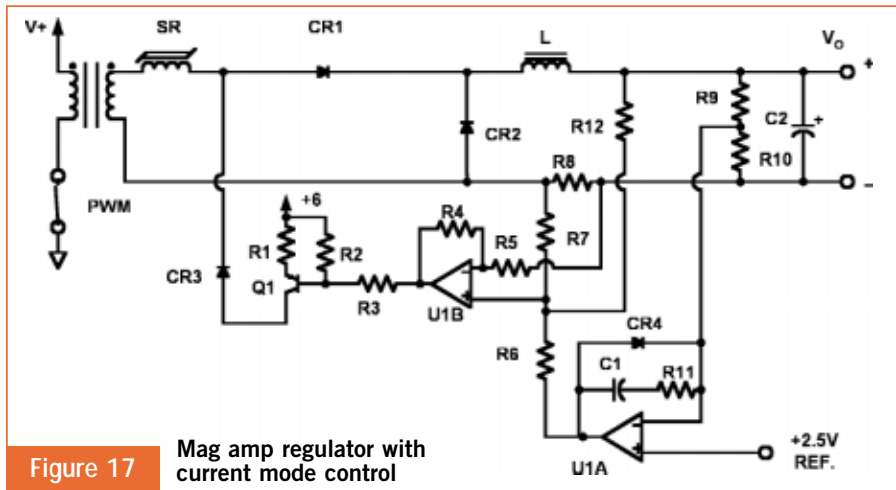 V+
SR
CR1
L
Vo
+
R9
C2
+
R12
CR2
R8
R10
–
PWM
+6
R4
R1
R2
R5
R7
CR3
Q1
R3
U1B
–
+
R6
CR4
C1
R11
–
+
U1A
+2.5V
REF.
Figure 17
Mag amp regulator with
current mode control